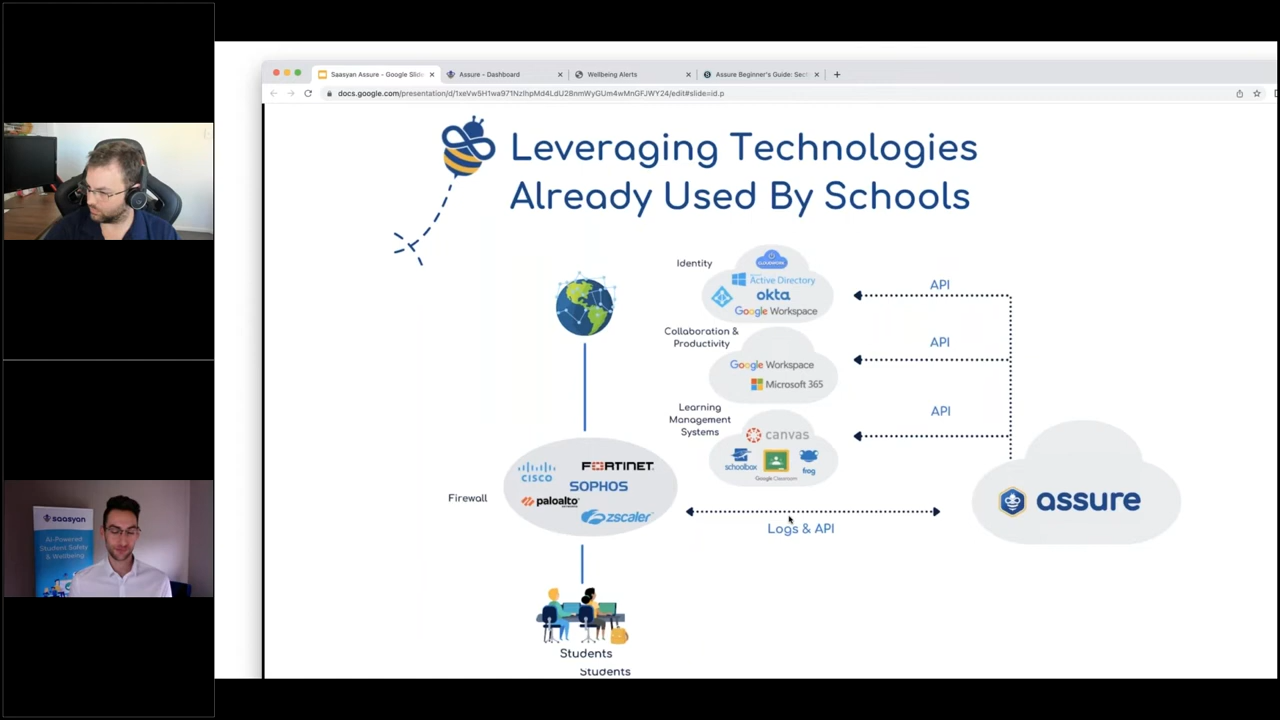 Saasyan Assure - Google Slide
Assure - Dashboard
Wellbeing Alerts
Assure Beginner's Guide: Sect
Leveraging Technologies
Already Used By Schools
Identity
Active Directory
okta
Google Workspace
API
Collaboration &
Productivity
Google Workspace
Microsoft 365
API
Learning
Management
Systems
canvas
schoolbox
Google Classroom
frog
API
Firewall
CISCO
FORTINET
SOPHOS
paloalto
zscaler
Logs & API
assure
Students
Students
saasyan
AI-Powered
Student Safety
& Wellbeing